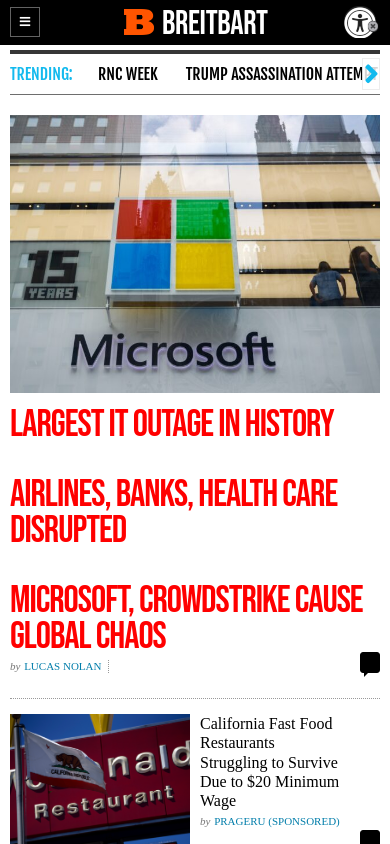 BREITBART
TRENDING: RNC WEEK TRUMP ASSASSINATION ATTEM
15
YEARS
Microsoft
LARGEST IT OUTAGE IN HISTORY
AIRLINES, BANKS, HEALTH CARE
DISRUPTED
MICROSOFT, CROWDSTRIKE CAUSE
GLOBAL CHAOS
by LUCAS NOLAN
California Fast Food
Restaurants
Struggling to Survive
Due to $20 Minimum
Wage
by PRAGERU (SPONSORED)
onald
Restaurant